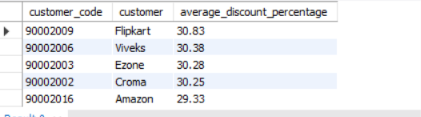 customer_code customer average_discount_percentage
90002009 Flipkart 30.83
90002006 Viveks 30.38
90002003 Ezone 30.28
90002002 Croma 30.25
90002016 Amazon 29.33